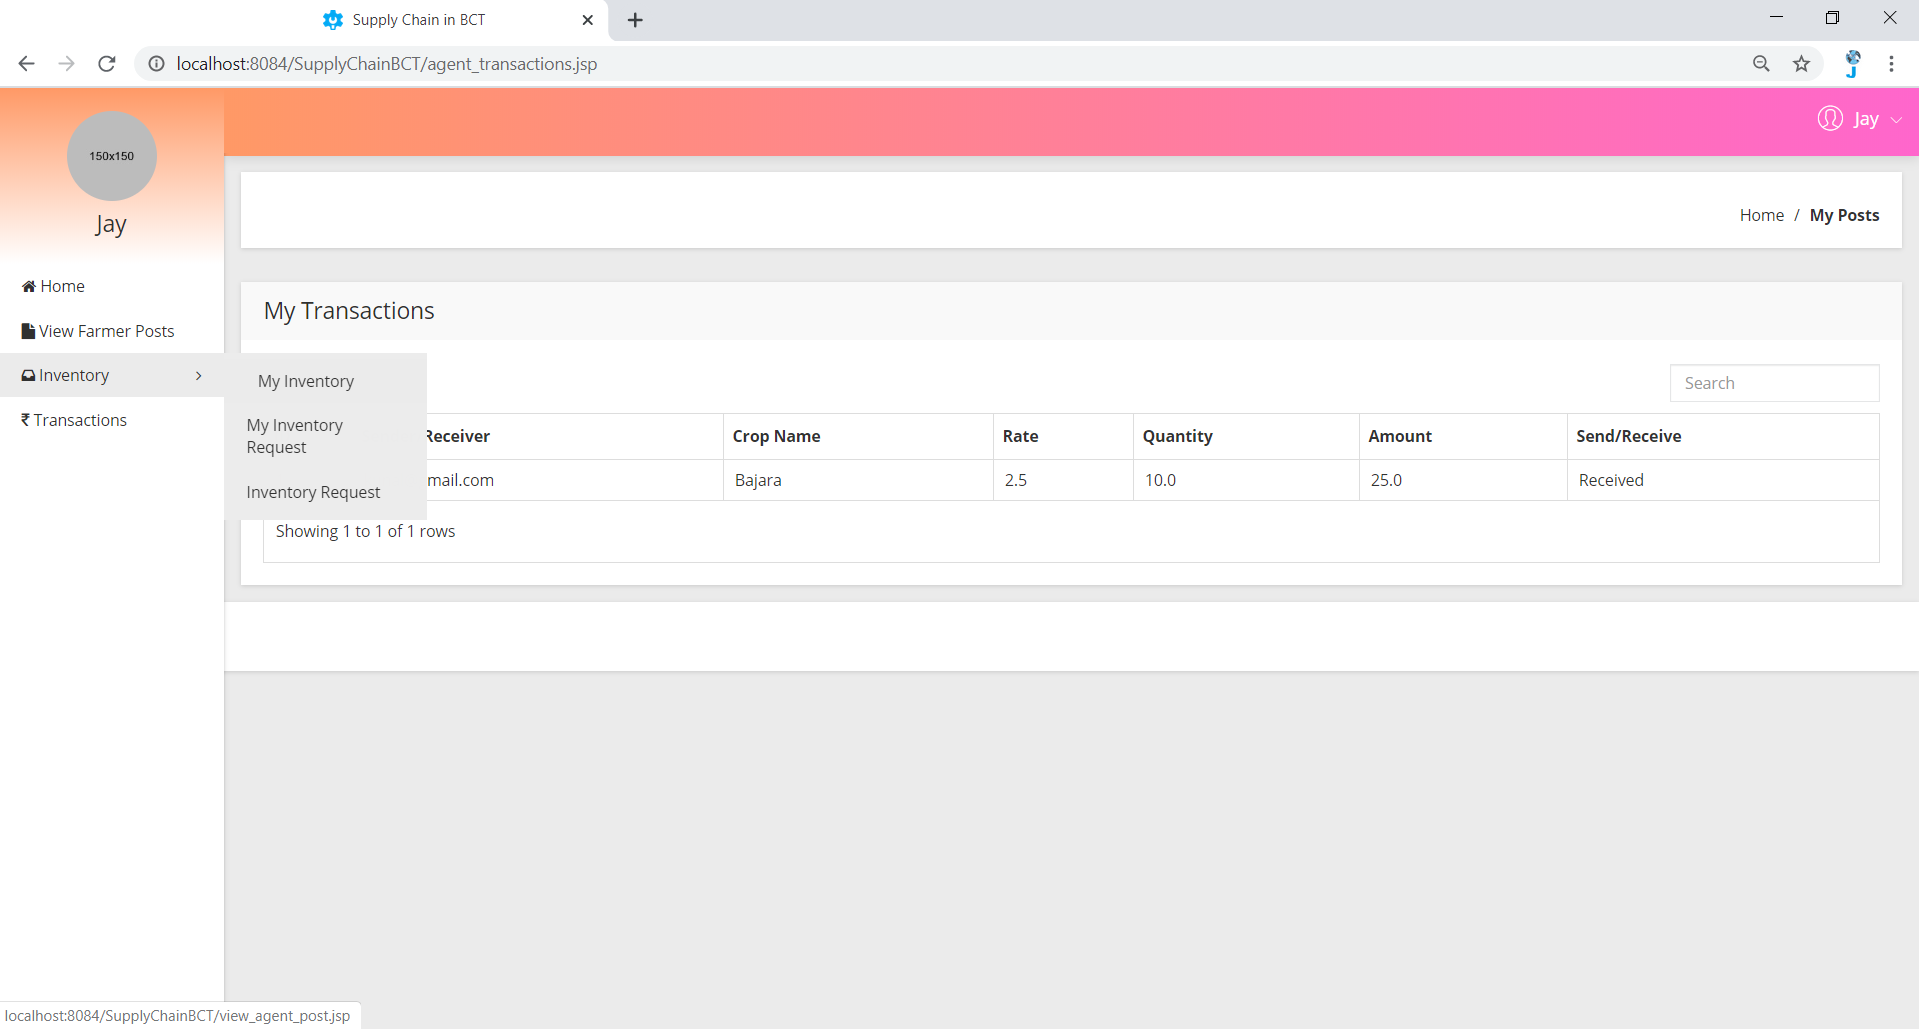 Supply Chain in BCT
localhost:8084/SupplyChainBCT/agent_transactions.jsp
150x150
Jay
Jay
Home / My Posts
Home
View Farmer Posts
Inventory
Transactions
My Inventory
My Inventory
Request
Inventory Request
My Transactions
Search
Receiver Crop Name Rate Quantity Amount Send/Receive
mail.com Bajara 2.5 10.0 25.0 Received
Showing 1 to 1 of 1 rows
localhost:8084/SupplyChainBCT/view_agent_post.jsp